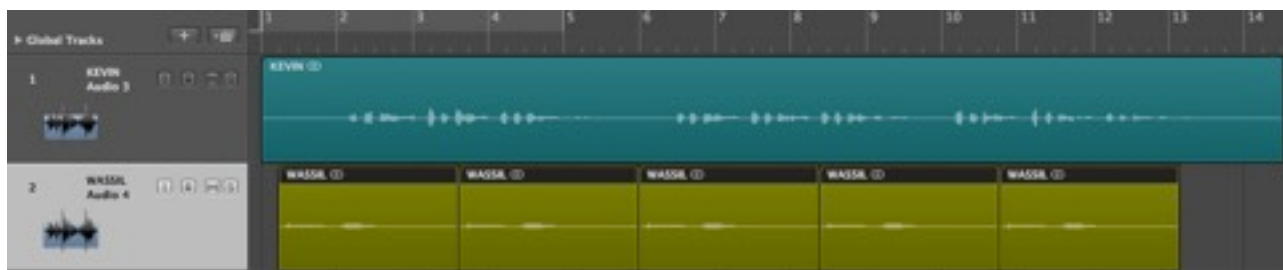 1 2 3 4 5 6 7 8 9 10 11 12 13 14
Global Tracks
1 KEVIN
Audio 3
KEVIN
2 WASSIL
Audio 4
WASSIL WASSIL WASSIL WASSIL WASSIL